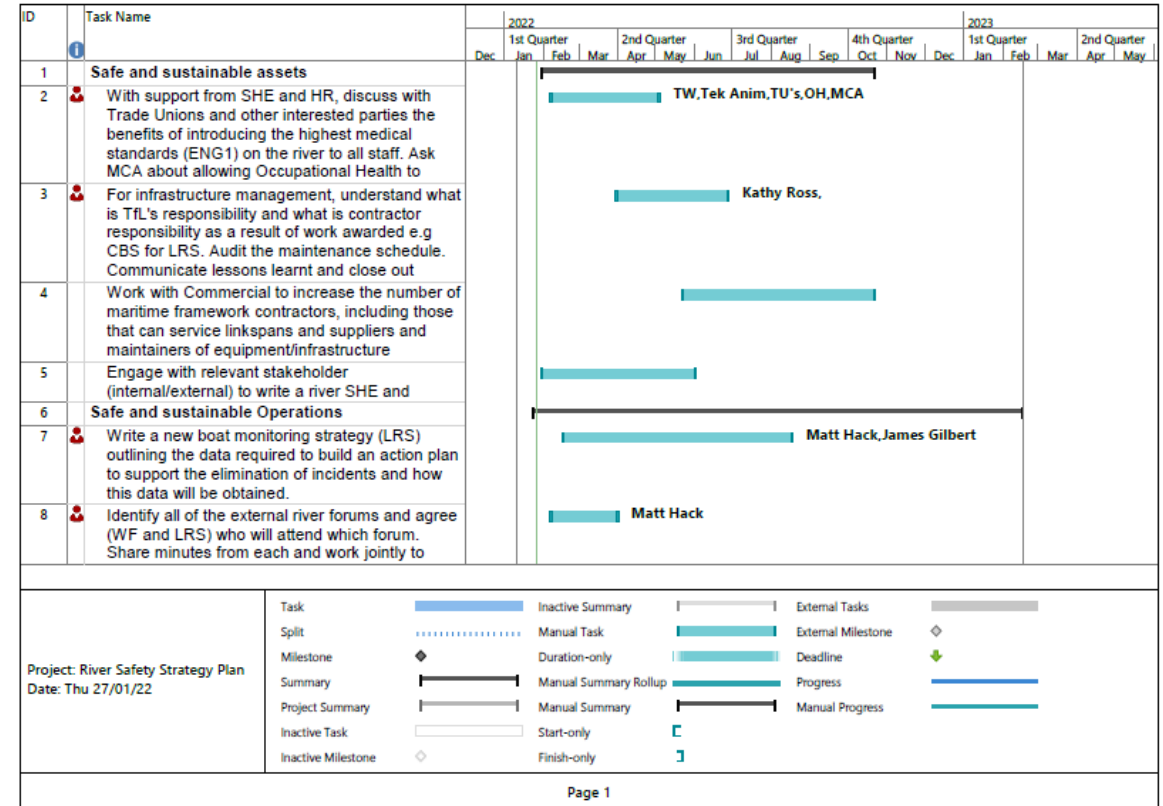 ID Task Name 2022 2023
1st Quarter 2nd Quarter 3rd Quarter 4th Quarter 1st Quarter 2nd Quarter
Dec Jan Feb Mar Apr May Jun Jul Aug Sep Oct Nov Dec Jan Feb Mar Apr May
1 Safe and sustainable assets
2 With support from SHE and HR, discuss with
Trade Unions and other interested parties the
benefits of introducing the highest medical
standards (ENG1) on the river to all staff. Ask
MCA about allowing Occupational Health to
TW,Tek Anim,TU's,OH,MCA
3 For infrastructure management, understand what
is TfL's responsibility and what is contractor
responsibility as a result of work awarded e.g
CBS for LRS. Audit the maintenance schedule.
Communicate lessons learnt and close out
Kathy Ross,
4 Work with Commercial to increase the number of
maritime framework contractors, including those
that can service linkspans and suppliers and
maintainers of equipment/infrastructure
5 Engage with relevant stakeholder
(internal/external) to write a river SHE and
6 Safe and sustainable Operations
7 Write a new boat monitoring strategy (LRS)
outlining the data required to build an action plan
to support the elimination of incidents and how
this data will be obtained.
Matt Hack,James Gilbert
8 Identify all of the external river forums and agree
(WF and LRS) who will attend which forum.
Share minutes from each and work jointly to
Matt Hack
Project: River Safety Strategy Plan
Date: Thu 27/01/22
Task
Split
Milestone
Summary
Project Summary
Inactive Task
Inactive Milestone
Inactive Summary
Manual Task
Duration-only
Manual Summary Rollup
Manual Summary
Start-only
Finish-only
External Tasks
External Milestone
Deadline
Progress
Manual Progress
Page 1